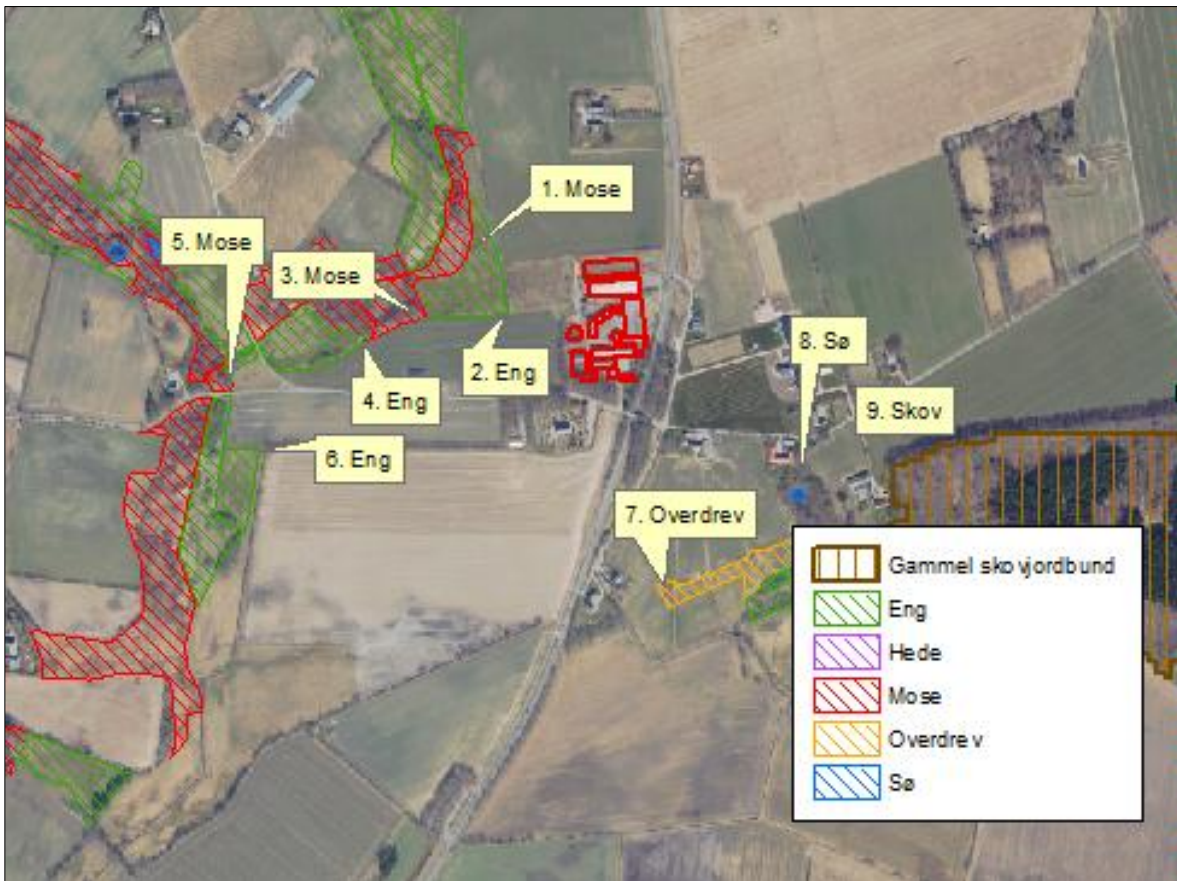 1. Mose
5. Mose
3. Mose
2. Eng
8. Sø
4. Eng
9. Skov
6. Eng
7. Overdrev
Gammel skovjordbund
Eng
Hede
Mose
Overdrev
Sø